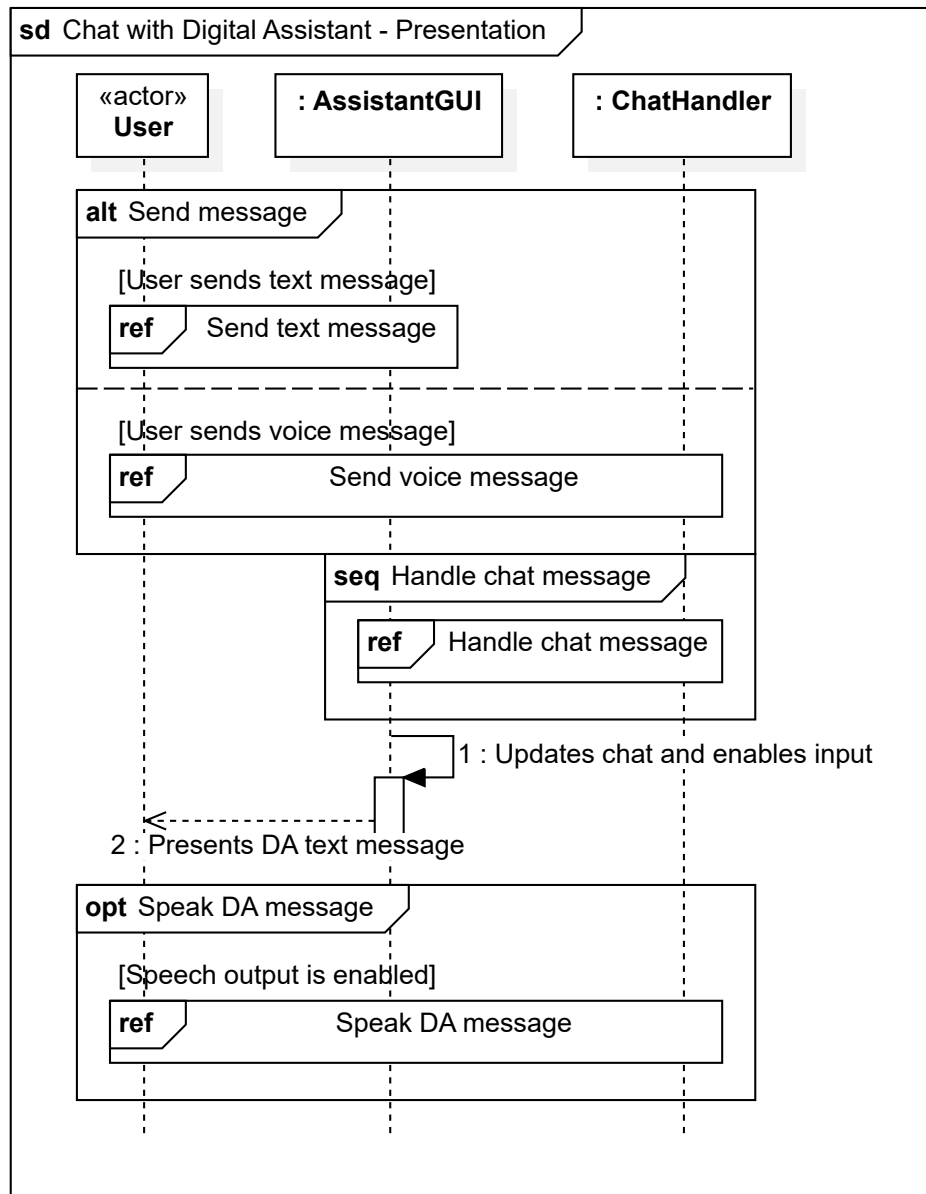 sd Chat with Digital Assistant - Presentation
«actor»
User
: AssistantGUI
: ChatHandler
alt Send message
[User sends text message]
ref Send text message
[User sends voice message]
ref Send voice message
seq Handle chat message
ref Handle chat message
1 : Updates chat and enables input
2 : Presents DA text message
opt Speak DA message
[Speech output is enabled]
ref Speak DA message